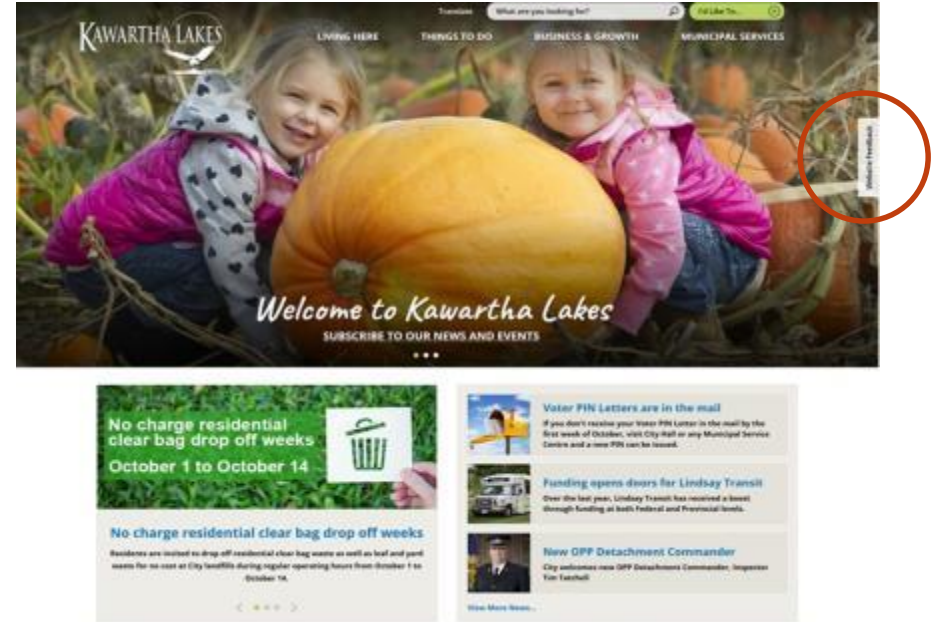 Translate
What are you looking for?
I'd Like To...
KAWARTHA LAKES
LIVING HERE
THINGS TO DO
BUSINESS & GROWTH
MUNICIPAL SERVICES
Website Feedback
Welcome to Kawartha Lakes
SUBSCRIBE TO OUR NEWS AND EVENTS
No charge residential
clear bag drop off weeks
October 1 to October 14
No charge residential clear bag drop off weeks
Residents are invited to drop off residential clear bag waste as well as leaf and yard
waste for no cost at City landfills during regular operating hours from October 1 to
October 14.
Voter PIN Letters are in the mail
If you don't receive your Voter PIN Letter in the mail by the
first week of October, visit City Hall or any Municipal Service
Centre and a new PIN can be issued.
Funding opens doors for Lindsay Transit
Over the last year, Lindsay Transit has received a boost
through funding at both Federal and Provincial levels.
New OPP Detachment Commander
City welcomes new OPP Detachment Commander, Inspector
Tim Tatchell
View More News...